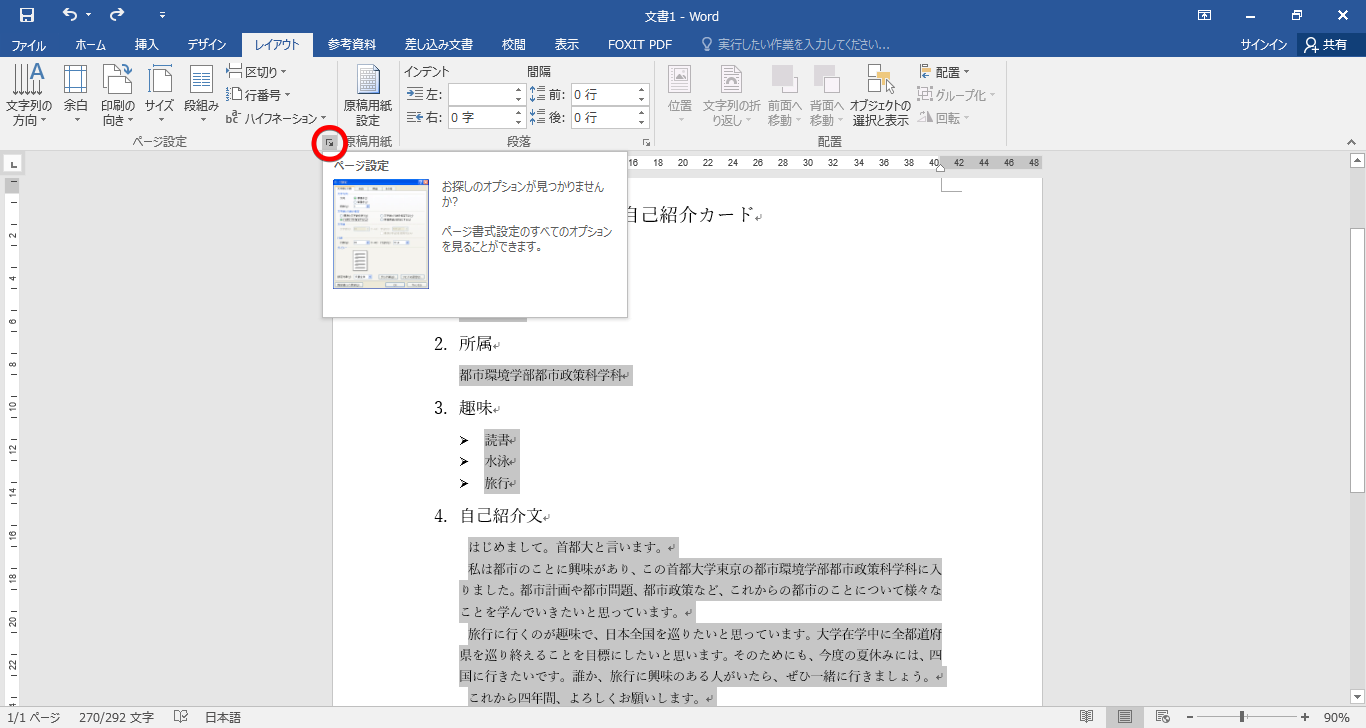 文書1 - Word
ファイル ホーム 挿入 デザイン レイアウト 参考資料 差し込み文書 校閲 表示 FOXIT PDF 実行したい作業を入力してください... サインイン 共有
文字列の方向 余白 印刷の向き サイズ 段組み
区切り
行番号
ハイフネーション
ページ設定
原稿用紙設定
原稿用紙
インデント 間隔
左: 前: 0 行
右: 0 字 後: 0 行
段落
位置 文字列の折り返し 前面へ移動 背面へ移動 オブジェクトの選択と表示
配置
グループ化
回転
配置
ページ設定
お探しのオプションが見つかりません
か?
ページ書式設定のすべてのオプション
を見ることができます。
16 18 20 22 24 26 28 30 32 34 36 38 40 42 44 46 48
2 4 6 8 10 12 14 16 18 20 22
自己紹介カード
2. 所属
都市環境学部都市政策科学科
3. 趣味
読書
水泳
旅行
4. 自己紹介文
はじめまして。首都大と言います。
私は都市のことに興味があり、この首都大学東京の都市環境学部都市政策科学科に入
りました。都市計画や都市問題、都市政策など、これからの都市のことについて様々な
ことを学んでいきたいと思っています。
旅行に行くのが趣味で、日本全国を巡りたいと思っています。大学在学中に全都道府
県を巡り終えることを目標にしたいと思います。そのためにも、今度の夏休みには、四
国に行きたいです。誰か、旅行に興味のある人がいたら、ぜひ一緒に行きましょう。
これから四年間、よろしくお願いします。
1/1 ページ 270/292 文字 日本語 90%